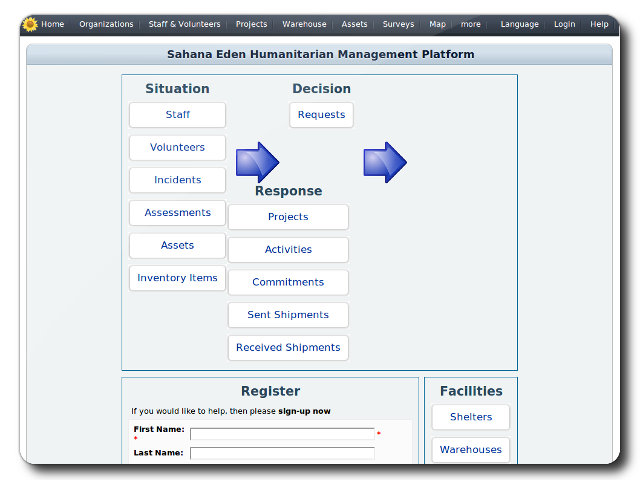 Home Organizations Staff & Volunteers Projects Warehouse Assets Surveys Map more Language Login Help
Sahana Eden Humanitarian Management Platform
Situation
Staff
Volunteers
Incidents
Assessments
Assets
Inventory Items
Decision
Requests
Response
Projects
Activities
Commitments
Sent Shipments
Received Shipments
Register
If you would like to help, then please sign-up now
First Name: *
*
Last Name:
Facilities
Shelters
Warehouses